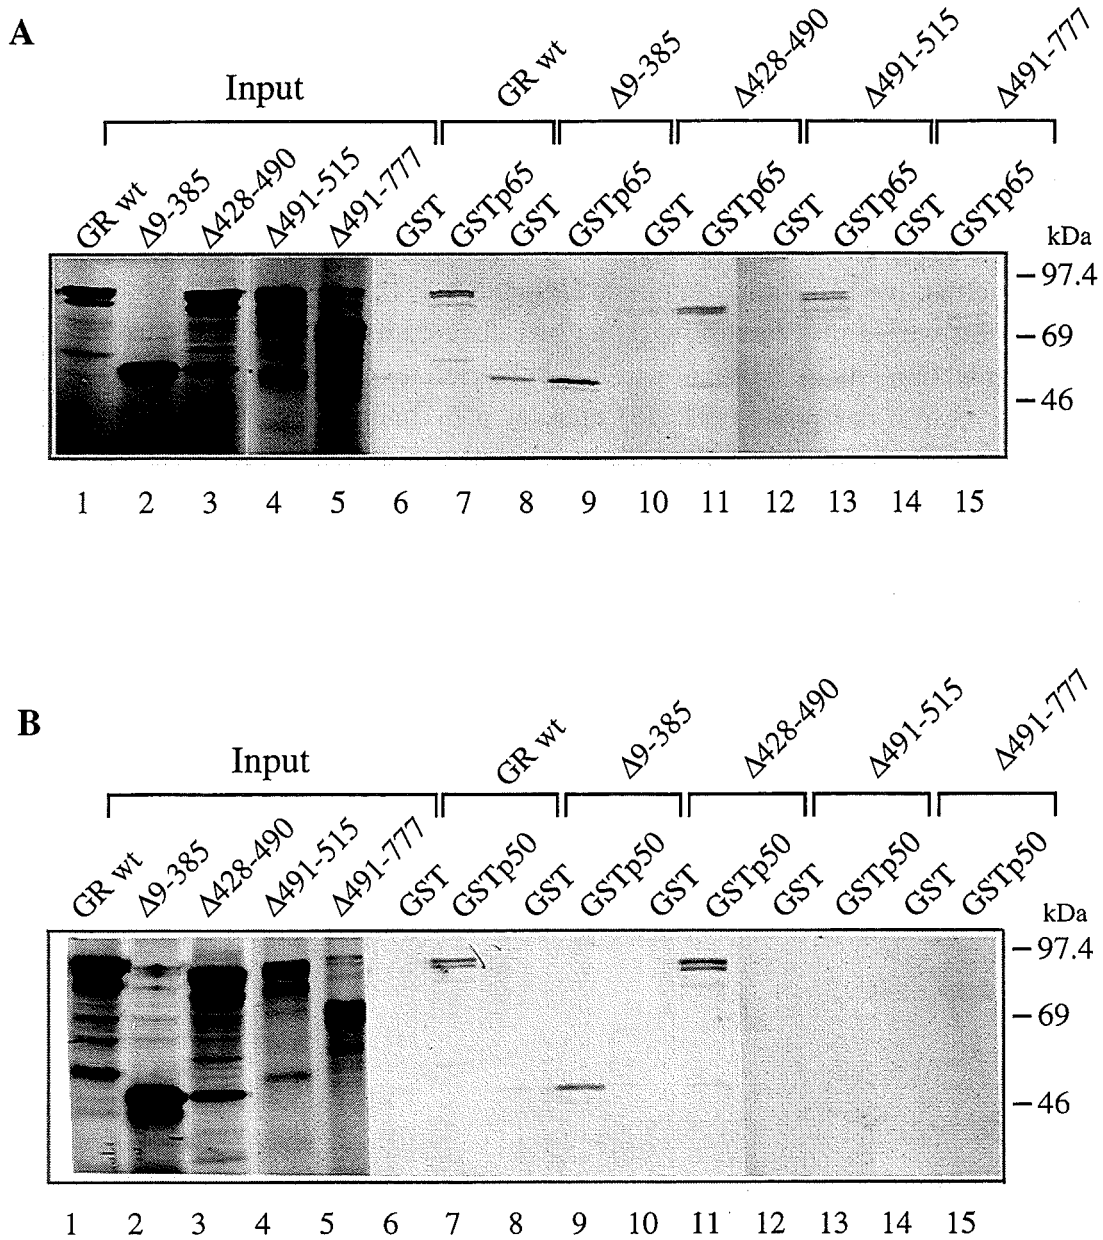 A
Input
GR wt Δ9-385 Δ428-490 Δ491-515 Δ491-777
GR wt Δ9-385 Δ428-490 Δ491-515 Δ491-777 GST GSTp65 GST GSTp65 GST GSTp65 GST GSTp65 GST GSTp65
kDa
97.4
69
46
1 2 3 4 5 6 7 8 9 10 11 12 13 14 15
B
Input
GR wt Δ9-385 Δ428-490 Δ491-515 Δ491-777
GR wt Δ9-385 Δ428-490 Δ491-515 Δ491-777 GST GSTp50 GST GSTp50 GST GSTp50 GST GSTp50 GST GSTp50
kDa
97.4
69
46
1 2 3 4 5 6 7 8 9 10 11 12 13 14 15